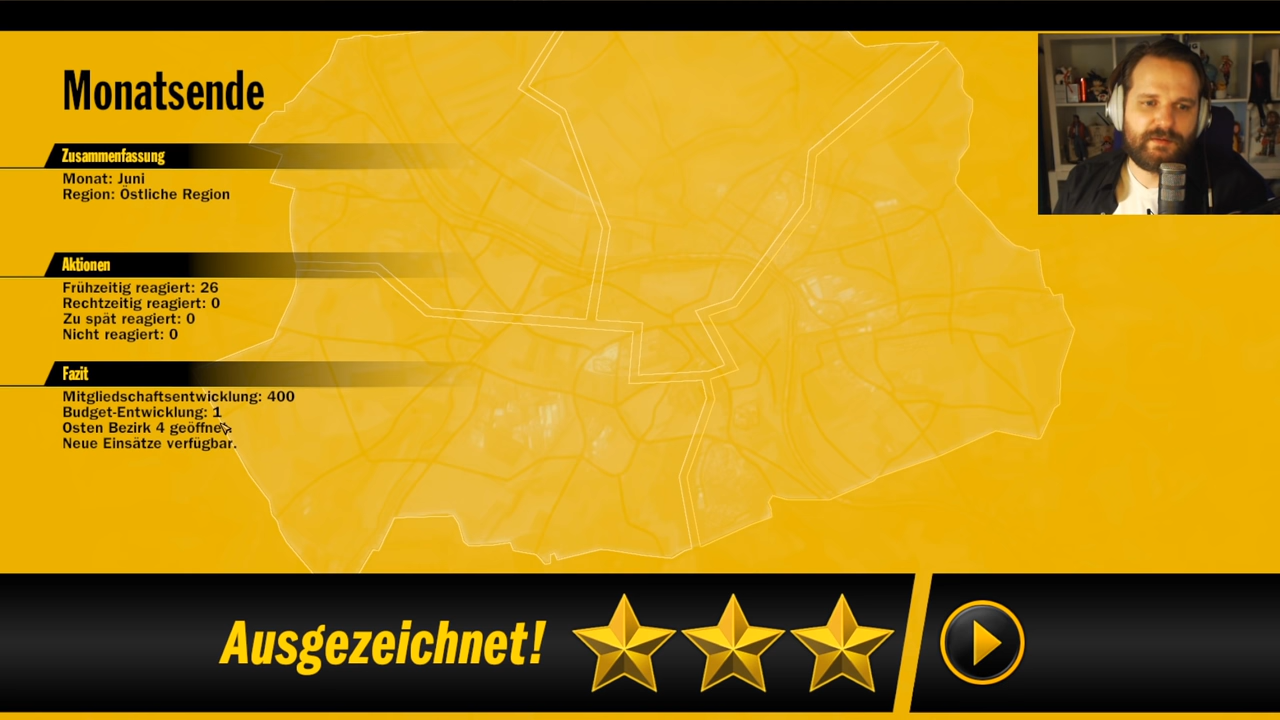 Monatsende
Zusammenfassung
Monat: Juni
Region: Östliche Region
Aktionen
Frühzeitig reagiert: 26
Rechtzeitig reagiert: 0
Zu spät reagiert: 0
Nicht reagiert: 0
Fazit
Mitgliedschaftsentwicklung: 400
Budget-Entwicklung: 1
Osten Bezirk 4 geöffnet.
Neue Einsätze verfügbar.
Ausgezeichnet!